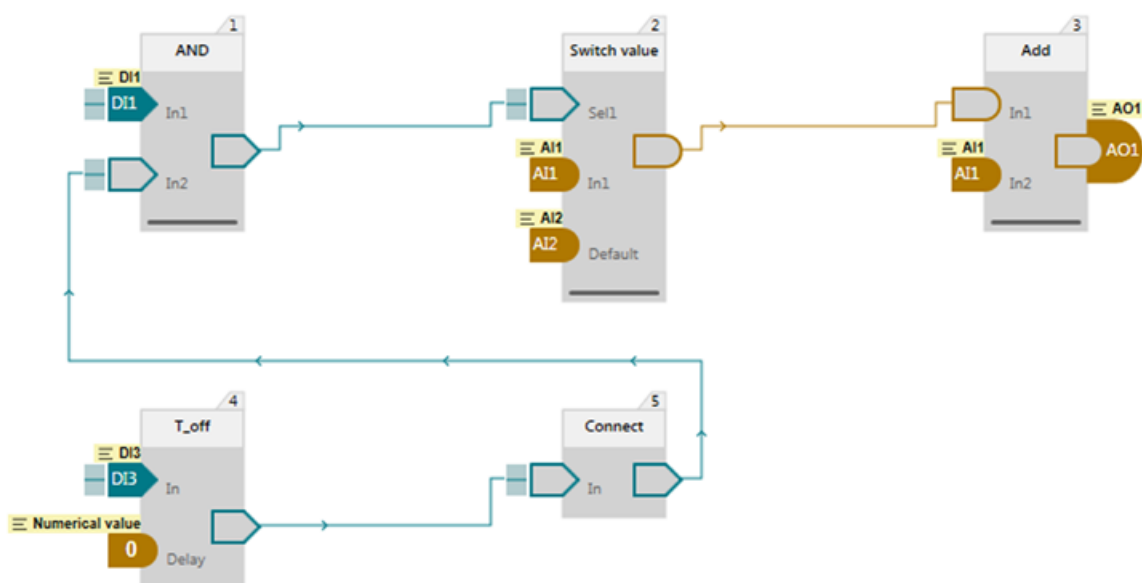 1
AND
DI1
DI1
In1
In2
2
Switch value
Sel1
AI1
AI1
In1
AI2
AI2
Default
3
Add
In1
AO1
AO1
AI1
AI1
In2
4
T_off
DI3
DI3
In
Numerical value
0
Delay
5
Connect
In